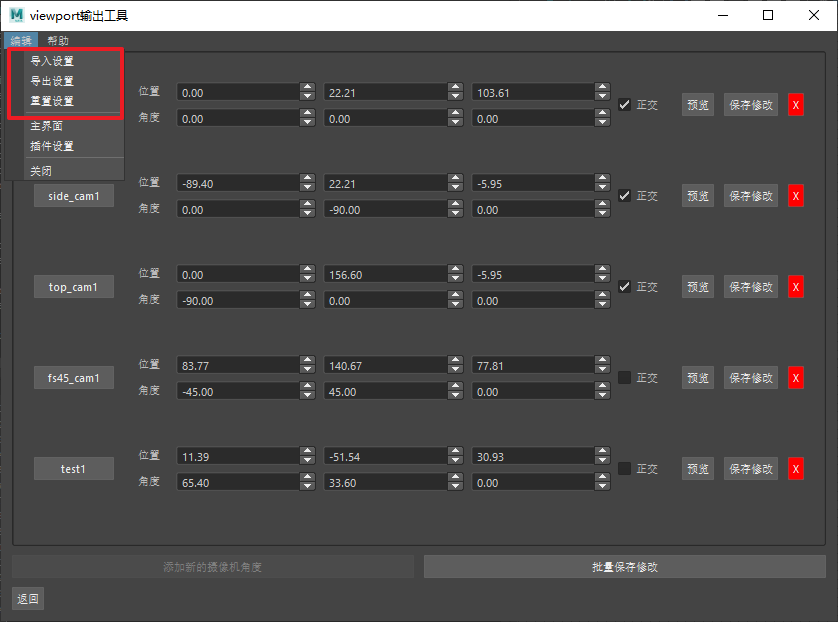 viewport输出工具
编辑 帮助
导入设置
导出设置
重置设置
主界面
插件设置
关闭
位置 0.00 22.21 103.61
角度 0.00 0.00 0.00
正交 预览 保存修改 X
side_cam1
位置 -89.40 22.21 -5.95
角度 0.00 -90.00 0.00
正交 预览 保存修改 X
top_cam1
位置 0.00 156.60 -5.95
角度 -90.00 0.00 0.00
正交 预览 保存修改 X
fs45_cam1
位置 83.77 140.67 77.81
角度 -45.00 45.00 0.00
正交 预览 保存修改 X
test1
位置 11.39 -51.54 30.93
角度 65.40 33.60 0.00
正交 预览 保存修改 X
添加新的摄像机角度 批量保存修改
返回